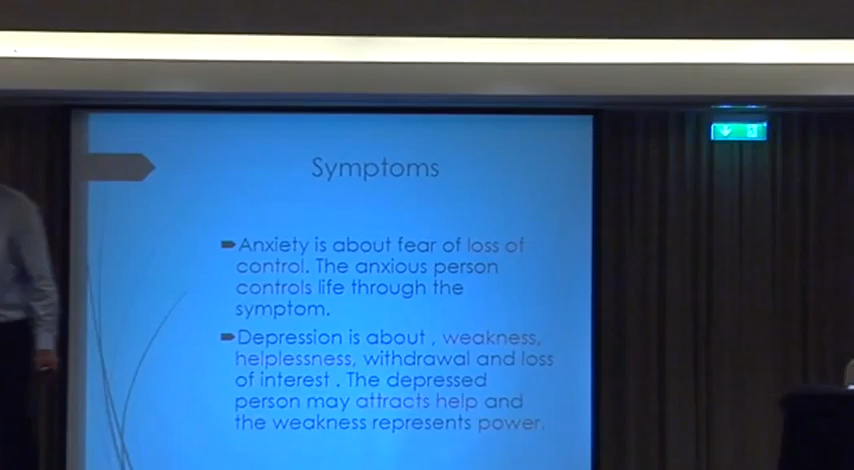 Symptoms
Anxiety is about fear of loss of
control. The anxious person
controls life through the
symptom.
Depression is about , weakness,
helplessness, withdrawal and loss
of interest . The depressed
person may attracts help and
the weakness represents power.